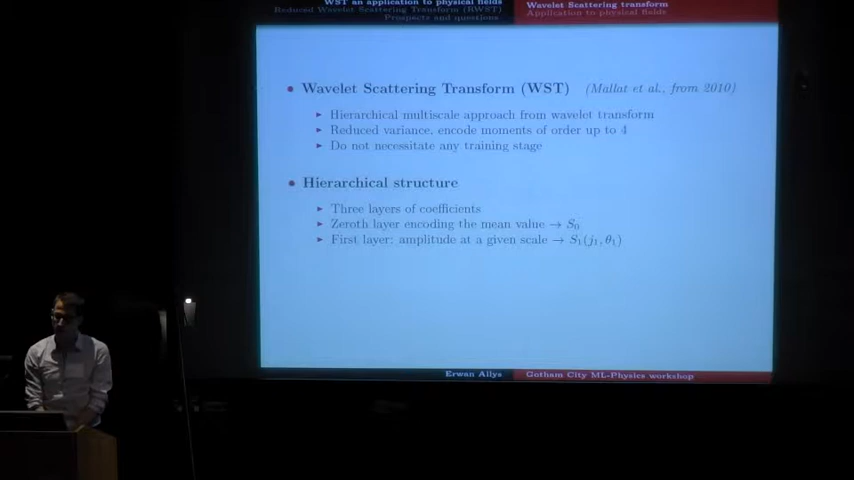 WST an application to physical fields
Reduced Wavelet Scattering Transform (RWST)
Prospects and questions
Wavelet Scattering transform
Application to physical fields
• Wavelet Scattering Transform (WST) (Mallat et al., from 2010)
▸ Hierarchical multiscale approach from wavelet transform
▸ Reduced variance, encode moments of order up to 4
▸ Do not necessitate any training stage
• Hierarchical structure
▸ Three layers of coefficients
▸ Zeroth layer encoding the mean value → S₀
▸ First layer: amplitude at a given scale → S₁(j₁, θ₁)
Erwan Allys
Gotham City ML-Physics workshop